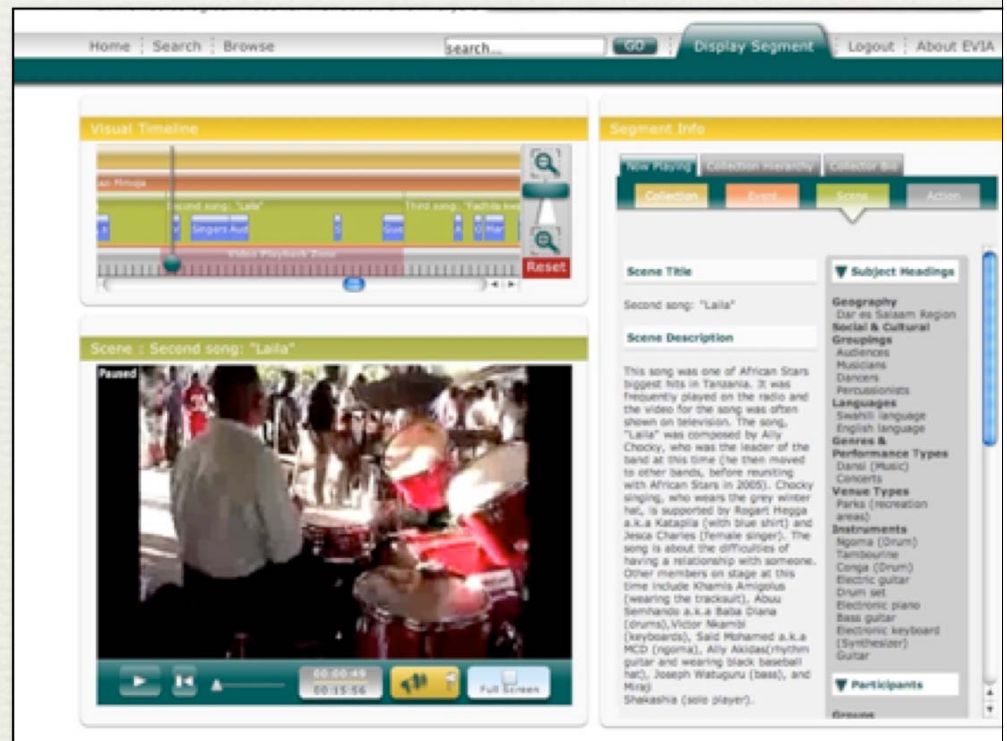 Home Search Browse search... GO Display Segment Logout About EVIA
Visual Timeline
Second song: "Laila" Third song: "Fadhila
Singers Aud S Gue A O Mar
Video Playback Zone
Reset
Scene : Second song: "Laila"
Paused
00:00:49
00:15:56
Full Screen
Segment Info
Now Playing Collection Hierarchy Collector Bio
Collection Event Scene Action
Scene Title
Second song: "Laila"
Scene Description
This song was one of African Stars
biggest hits in Tanzania. It was
frequently played on the radio and
the video for the song was often
shown on television. The song,
"Laila" was composed by Ally
Chocky, who was the leader of the
band at this time (he then moved
to other bands, before reuniting
with African Stars in 2005). Chocky
singing, who wears the grey winter
hat, is supported by Rogart Hegga
a.k.a Katapila (with blue shirt) and
Jesca Charles (female singer). The
song is about the difficulties of
having a relationship with someone.
Other members on stage at this
time include Khamis Amigolus
(wearing the tracksuit), Abuu
Semhando a.k.a Baba Diana
(drums),Victor Nkambi
(keyboards), Said Mohamed a.k.a
MCD (ngoma), Ally Akidas(rhythm
guitar and wearing black baseball
hat), Joseph Watuguru (bass), and
Miraji
Shakashia (solo player).
Subject Headings
Geography
Dar es Salaam Region
Social & Cultural
Groupings
Audiences
Musicians
Dancers
Percussionists
Languages
Swahili language
English language
Genres &
Performance Types
Dansi (Music)
Concerts
Venue Types
Parks (recreation
areas)
Instruments
Ngoma (Drum)
Tambourine
Conga (Drum)
Electric guitar
Drum set
Electronic piano
Bass guitar
Electronic keyboard
(Synthesizer)
Guitar
Participants
Groups